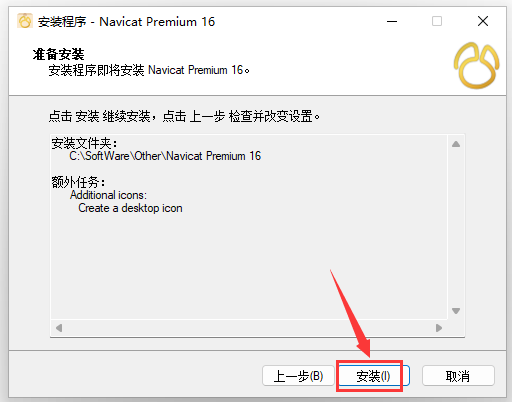 安装程序 - Navicat Premium 16
准备安装
安装程序即将安装 Navicat Premium 16。
点击 安装 继续安装，点击 上一步 检查并改变设置。
安装文件夹：
C:\SoftWare\Other\Navicat Premium 16
额外任务：
Additional icons:
Create a desktop icon
上一步(B) 安装(I) 取消